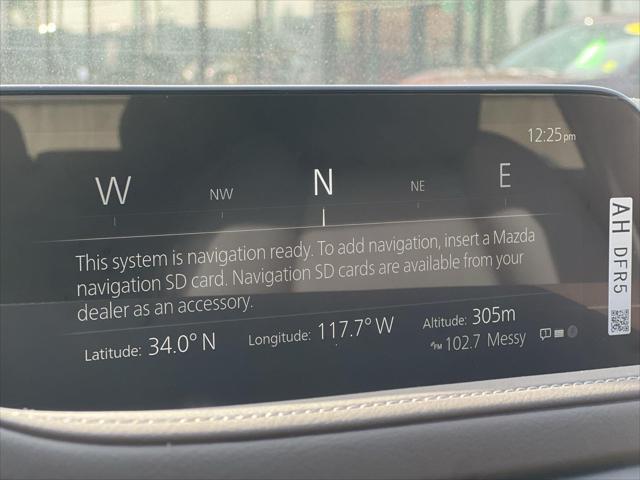 12:25pm
W NW N NE E
This system is navigation ready. To add navigation, insert a Mazda
navigation SD card. Navigation SD cards are available from your
dealer as an accessory.
Latitude: 34.0° N Longitude: 117.7° W Altitude: 305m
FM 102.7 Messy
AH DFR5